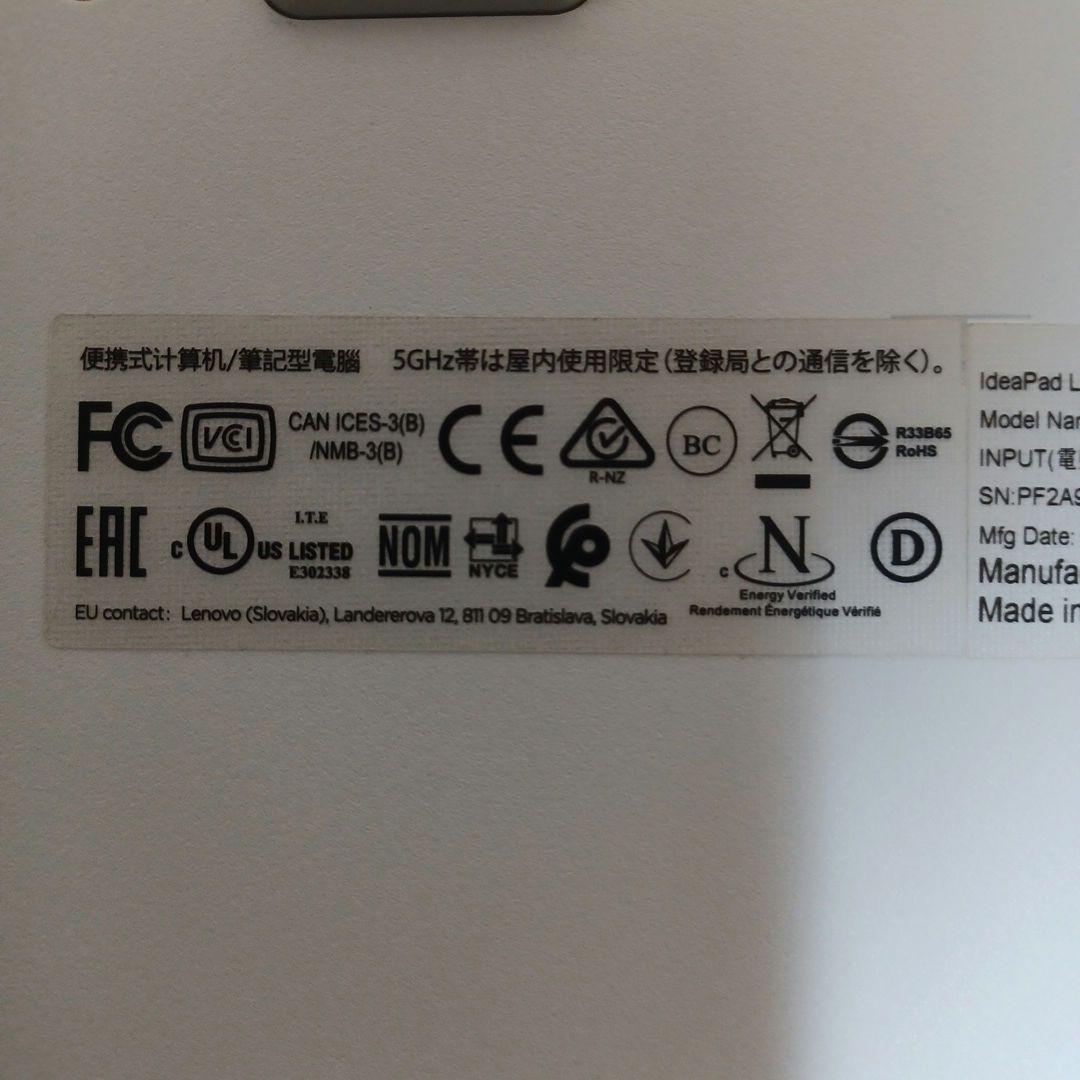 便携式计算机/筆記型電腦 5GHz帯は屋内使用限定(登録局との通信を除く)。
FC VCCI CAN ICES-3(B)
/NMB-3(B)
CE
R-NZ
BC
R33B65
RoHS
EAC
c UL US
I.T.E
LISTED
E302338
NOM
NYCE
c N
Energy Verified
Rendement Énergétique Vérifié
D
EU contact: Lenovo (Slovakia), Landererova 12, 811 09 Bratislava, Slovakia
IdeaPad L
Model Nam
INPUT(電
SN:PF2A9
Mfg Date:
Manufa
Made in